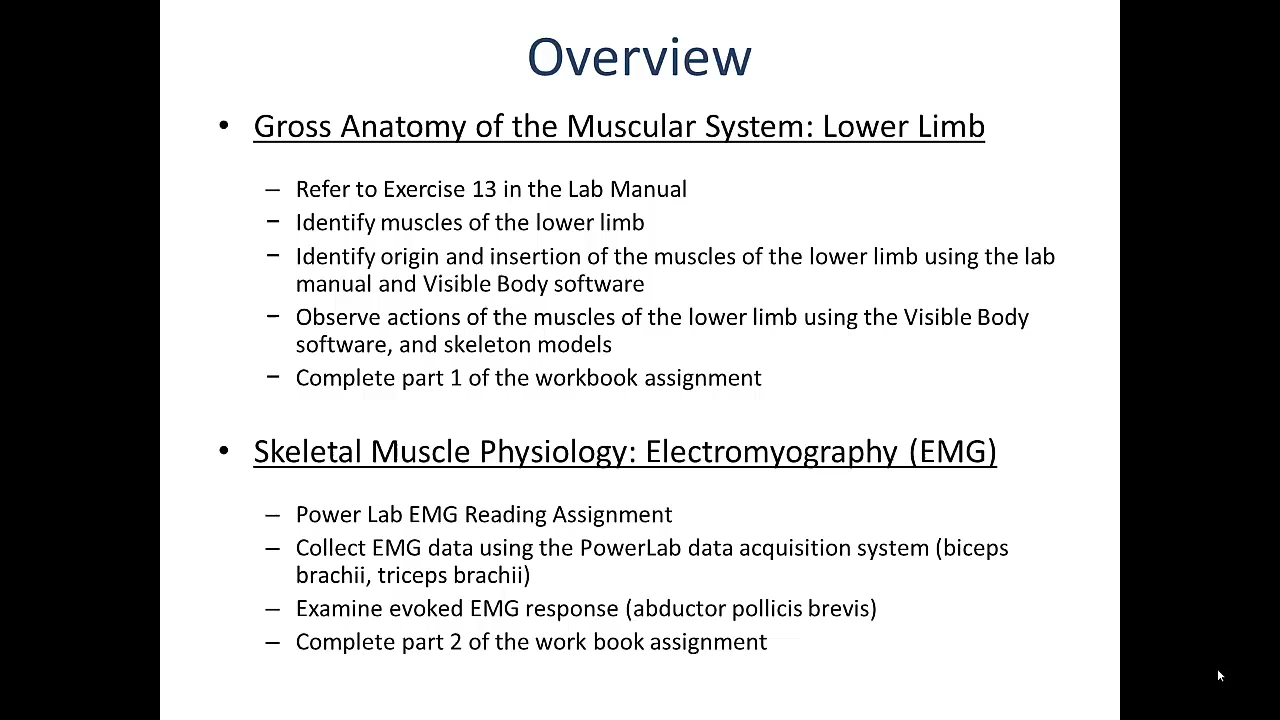 Overview
• Gross Anatomy of the Muscular System: Lower Limb
– Refer to Exercise 13 in the Lab Manual
– Identify muscles of the lower limb
– Identify origin and insertion of the muscles of the lower limb using the lab
manual and Visible Body software
– Observe actions of the muscles of the lower limb using the Visible Body
software, and skeleton models
– Complete part 1 of the workbook assignment
• Skeletal Muscle Physiology: Electromyography (EMG)
– Power Lab EMG Reading Assignment
– Collect EMG data using the PowerLab data acquisition system (biceps
brachii, triceps brachii)
– Examine evoked EMG response (abductor pollicis brevis)
– Complete part 2 of the work book assignment